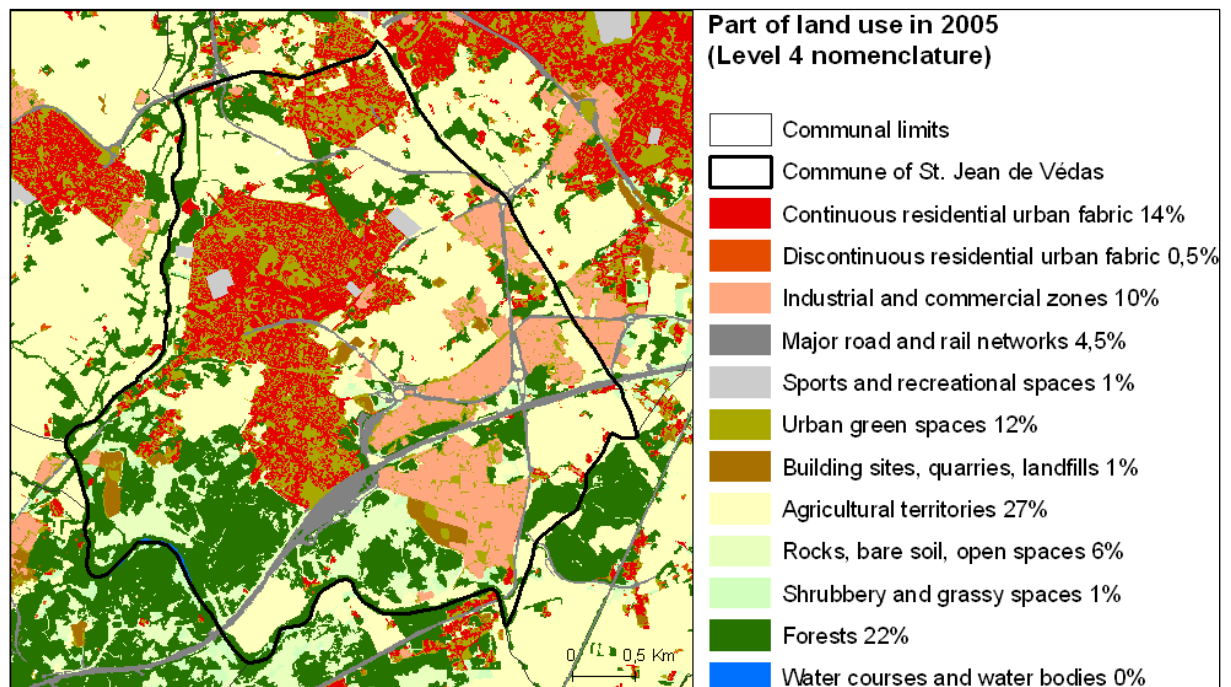 Part of land use in 2005
(Level 4 nomenclature)
Communal limits
Commune of St. Jean de Védas
Continuous residential urban fabric 14%
Discontinuous residential urban fabric 0,5%
Industrial and commercial zones 10%
Major road and rail networks 4,5%
Sports and recreational spaces 1%
Urban green spaces 12%
Building sites, quarries, landfills 1%
Agricultural territories 27%
Rocks, bare soil, open spaces 6%
Shrubbery and grassy spaces 1%
Forests 22%
Water courses and water bodies 0%
0 0,5 Km